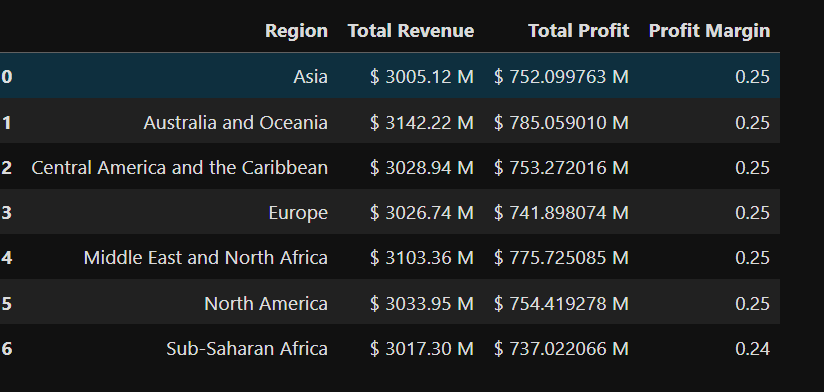 Region Total Revenue Total Profit Profit Margin
0 Asia $ 3005.12 M $ 752.099763 M 0.25
1 Australia and Oceania $ 3142.22 M $ 785.059010 M 0.25
2 Central America and the Caribbean $ 3028.94 M $ 753.272016 M 0.25
3 Europe $ 3026.74 M $ 741.898074 M 0.25
4 Middle East and North Africa $ 3103.36 M $ 775.725085 M 0.25
5 North America $ 3033.95 M $ 754.419278 M 0.25
6 Sub-Saharan Africa $ 3017.30 M $ 737.022066 M 0.24